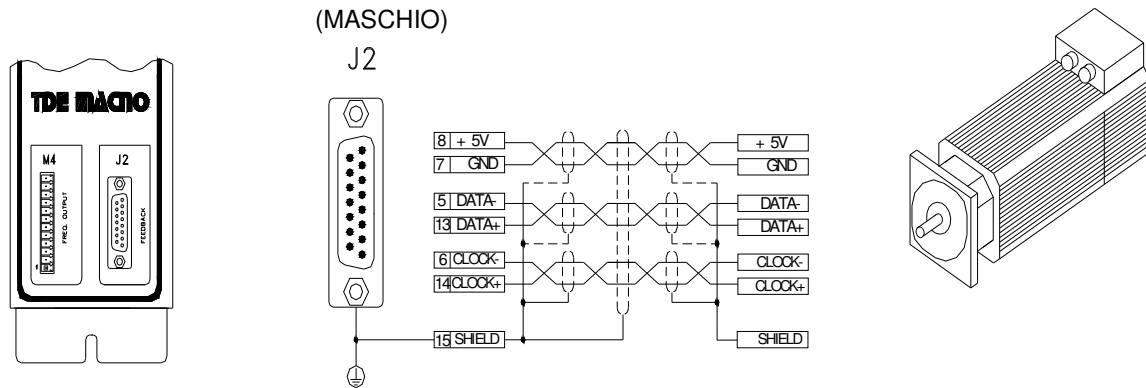 (MASCHIO)
J2
TDE MACNO
M4
J2
FREQ. OUTPUT
FEEDBACK
1
8 + 5V
7 GND
5 DATA-
13 DATA+
6 CLOCK-
14 CLOCK+
15 SHIELD
+ 5V
GND
DATA-
DATA+
CLOCK-
CLOCK+
SHIELD